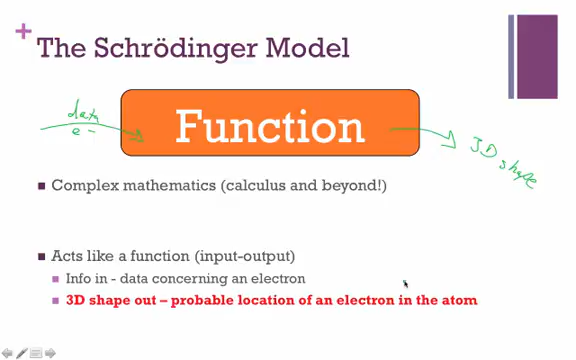 +
The Schrödinger Model
data
e -
Function
3D shape
Complex mathematics (calculus and beyond!)
Acts like a function (input-output)
Info in - data concerning an electron
3D shape out – probable location of an electron in the atom